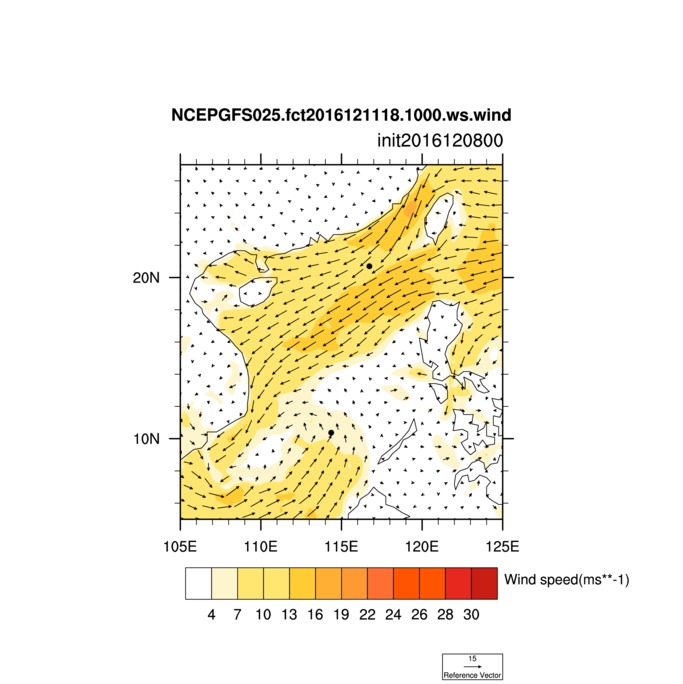 NCEPGFS025.fct2016121118.1000.ws.wind
init2016120800
20N
10N
105E 110E 115E 120E 125E
Wind speed(ms**-1)
4 7 10 13 16 19 22 24 26 28 30
15
Reference Vector